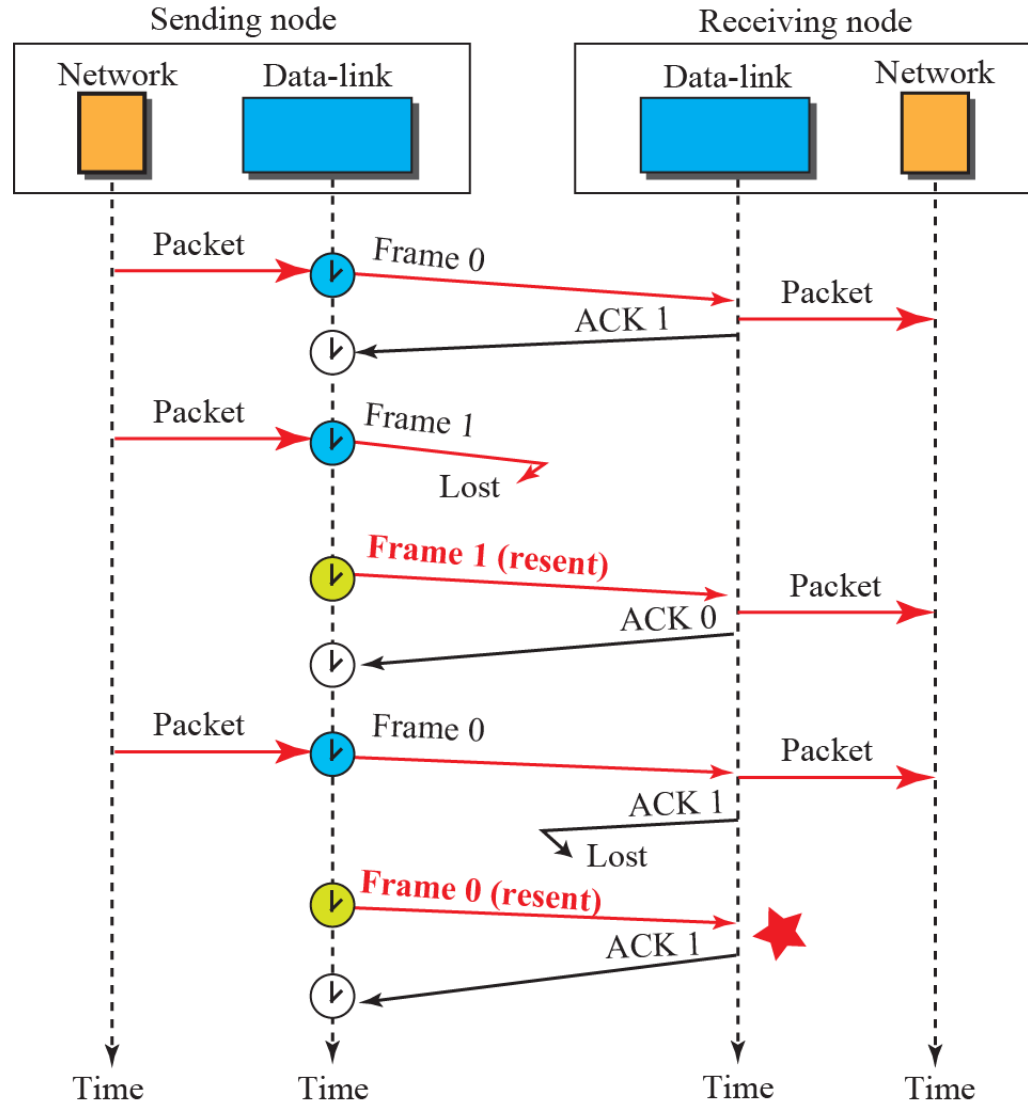 Sending node
Receiving node
Network
Data-link
Data-link
Network
Packet
Frame 0
Packet
ACK 1
Packet
Frame 1
Lost
Frame 1 (resent)
Packet
ACK 0
Packet
Frame 0
Packet
ACK 1
Lost
Frame 0 (resent)
ACK 1
Time
Time
Time
Time